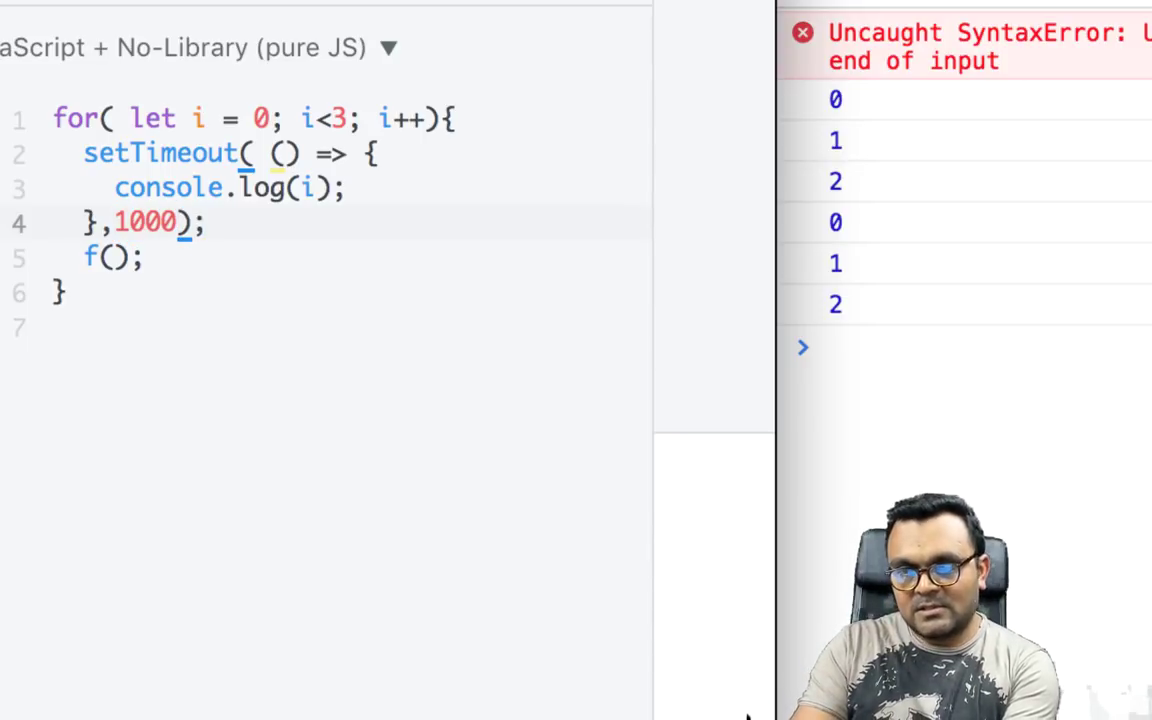 aScript + No-Library (pure JS) ▼
1 for( let i = 0; i<3; i++){
2 setTimeout( () => {
3 console.log(i);
4 },1000);
5 f();
6 }
7
Uncaught SyntaxError: U
end of input
0
1
2
0
1
2
>